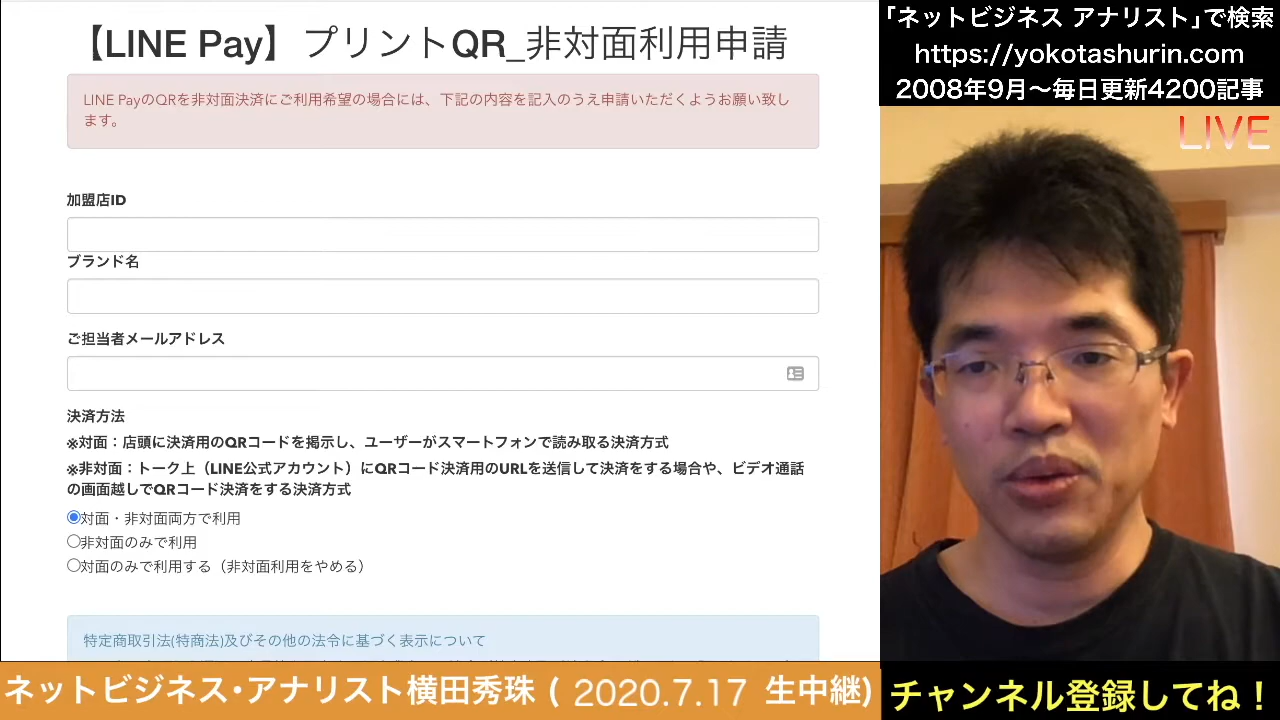 【LINE Pay】プリントQR_非対面利用申請
LINE PayのQRを非対面決済にご利用希望の場合には、下記の内容を記入のうえ申請いただくようお願い致し
ます。
加盟店ID
ブランド名
ご担当者メールアドレス
決済方法
※対面：店頭に決済用のQRコードを掲示し、ユーザーがスマートフォンで読み取る決済方式
※非対面：トーク上（LINE公式アカウント）にQRコード決済用のURLを送信して決済をする場合や、ビデオ通話
の画面越しでQRコード決済をする決済方式
対面・非対面両方で利用
非対面のみで利用
対面のみで利用する（非対面利用をやめる）
特定商取引法(特商法)及びその他の法令に基づく表示について
「ネットビジネス アナリスト」で検索
https://yokotashurin.com
2008年9月～毎日更新4200記事
LIVE
ネットビジネス・アナリスト横田秀珠 ( 2020.7.17 生中継)
チャンネル登録してね！